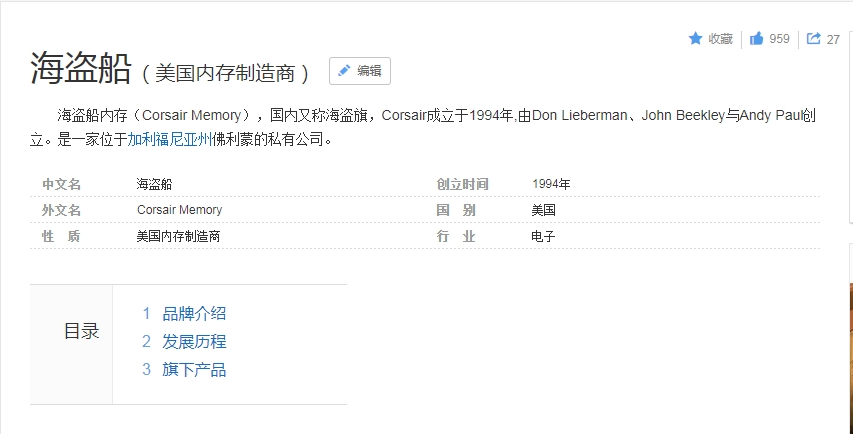 收藏 959 27
海盗船（美国内存制造商） 编辑
海盗船内存（Corsair Memory），国内又称海盗旗，Corsair成立于1994年,由Don Lieberman、John Beekley与Andy Paul创
立。是一家位于加利福尼亚州佛利蒙的私有公司。
中文名 海盗船 创立时间 1994年
外文名 Corsair Memory 国 别 美国
性 质 美国内存制造商 行 业 电子
目录
1 品牌介绍
2 发展历程
3 旗下产品